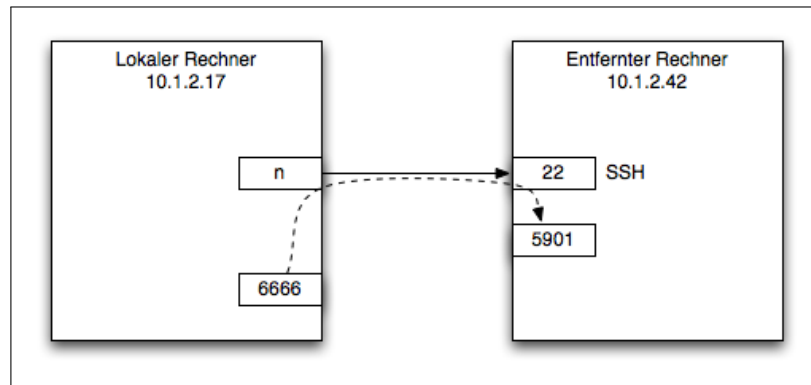 Lokaler Rechner
10.1.2.17
n
6666
Entfernter Rechner
10.1.2.42
22
SSH
5901